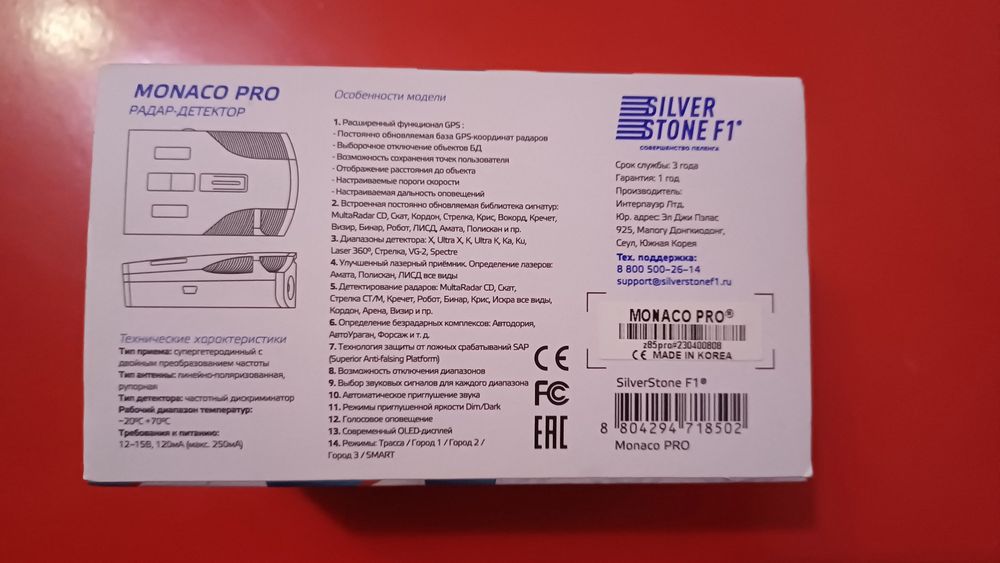 MONACO PRO
РАДАР-ДЕТЕКТОР
Технические характеристики
Тип приема: супергетеродинный с
двойным преобразованием частоты
Тип антенны: линейно-поляризованная,
рупорная
Тип детектора: частотный дискриминатор
Рабочий диапазон температур:
-20ºC +70ºC
Требования к питанию:
12-15В, 120мА (макс. 250мА)
Особенности модели
1. Расширенный функционал GPS :
- Постоянно обновляемая база GPS-координат радаров
- Выборочное отключение объектов БД
- Возможность сохранения точек пользователя
- Отображение расстояния до объекта
- Настраиваемые пороги скорости
- Настраиваемая дальность оповещений
2. Встроенная постоянно обновляемая библиотека сигнатур:
MultaRadar CD, Скат, Кордон, Стрелка, Крис, Вокорд, Кречет,
Визир, Бинар, Робот, ЛИСД, Амата, Полискан и пр.
3. Диапазоны детектора: X, Ultra X, K, Ultra K, Ka, Ku,
Laser 360º, Стрелка, VG-2, Spectre
4. Улучшенный лазерный приёмник. Определение лазеров:
Амата, Полискан, ЛИСД все виды
5. Детектирование радаров: MultaRadar CD, Скат,
Стрелка СТ/М, Кречет, Робот, Бинар, Крис, Искра все виды,
Кордон, Арена, Визир и пр.
6. Определение безрадарных комплексов: Автодория,
АвтоУраган, Форсаж и т. д.
7. Технология защиты от ложных срабатываний SAP
(Superior Anti-falsing Platform)
8. Возможность отключения диапазонов
9. Выбор звуковых сигналов для каждого диапазона
10. Автоматическое приглушение звука
11. Режимы приглушенной яркости Dim/Dark
12. Голосовое оповещение
13. Современный OLED-дисплей
14. Режимы: Трасса / Город 1 / Город 2 /
Город 3 / SMART
CE
FC
EAC
SILVER
STONE F1®
СОВЕРШЕНСТВО ПЕЛЕНГА
Срок службы: 3 года
Гарантия: 1 год
Производитель:
Интерпауэр Лтд.
Юр. адрес: Эл Джи Пэлас
925, Мапогу Донгкиодонг,
Сеул, Южная Корея
Тех. поддержка:
8 800 500-26-14
support@silverstonef1.ru
MONACO PRO®
z85pro#230400808
CE MADE IN KOREA
SilverStone F1®
8 804294 718502
Monaco PRO